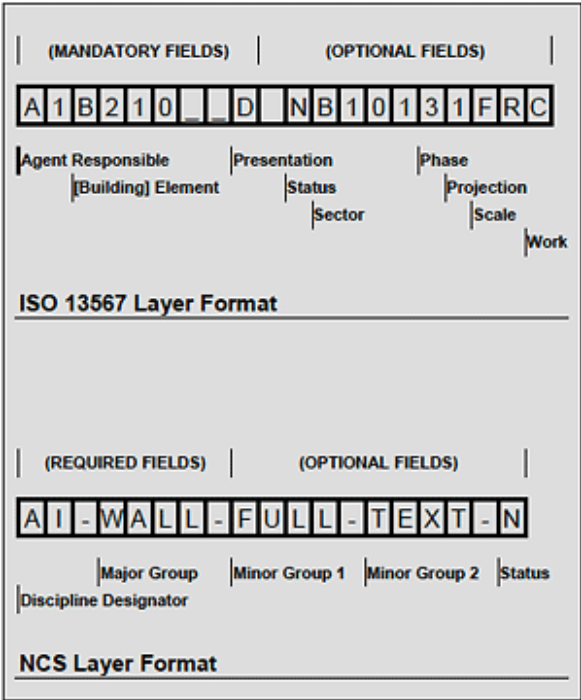 (MANDATORY FIELDS) (OPTIONAL FIELDS)
A1B210__D NB10131FRC
Agent Responsible Presentation Phase
[Building] Element Status Projection
Sector Scale
Work
ISO 13567 Layer Format
(REQUIRED FIELDS) (OPTIONAL FIELDS)
AI-WALL-FULL-TEXT-N
Major Group Minor Group 1 Minor Group 2 Status
Discipline Designator
NCS Layer Format